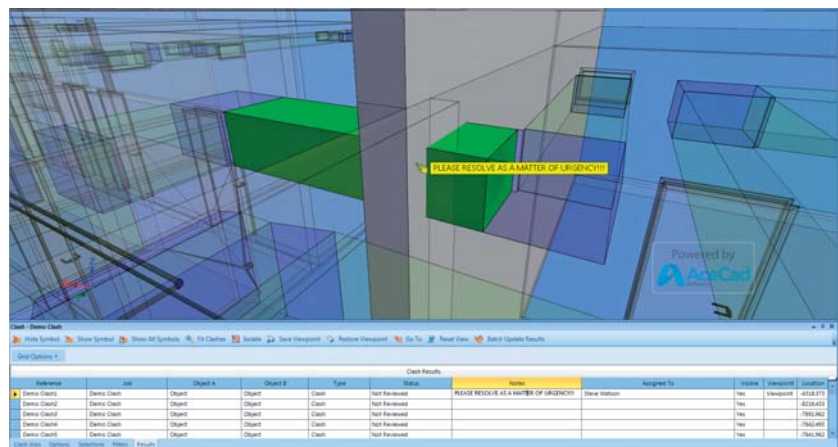 PLEASE RESOLVE AS A MATTER OF URGENCY!!!
Powered by
AceCad
Clash - Demo Clash
Hide Symbol Show Symbol Show All Symbols Fit Clashes Isolate Save Viewpoint Restore Viewpoint Go To Reset View Batch Update Results
Grid Options
Clash Results
Reference Job Object A Object B Type Status Notes Assigned To Visible Viewpoint Location
Demo Clash1 Demo Clash Object Object Clash Not Reviewed PLEASE RESOLVE AS A MATTER OF URGENCY!!! Steve Watson Yes Viewpoint
Demo Clash2 Demo Clash Object Object Clash Not Reviewed Yes
Demo Clash3 Demo Clash Object Object Clash Not Reviewed Yes
Demo Clash4 Demo Clash Object Object Clash Not Reviewed Yes
Demo Clash5 Demo Clash Object Object Clash Not Reviewed Yes
Clash Jobs Options Selections Filters Results